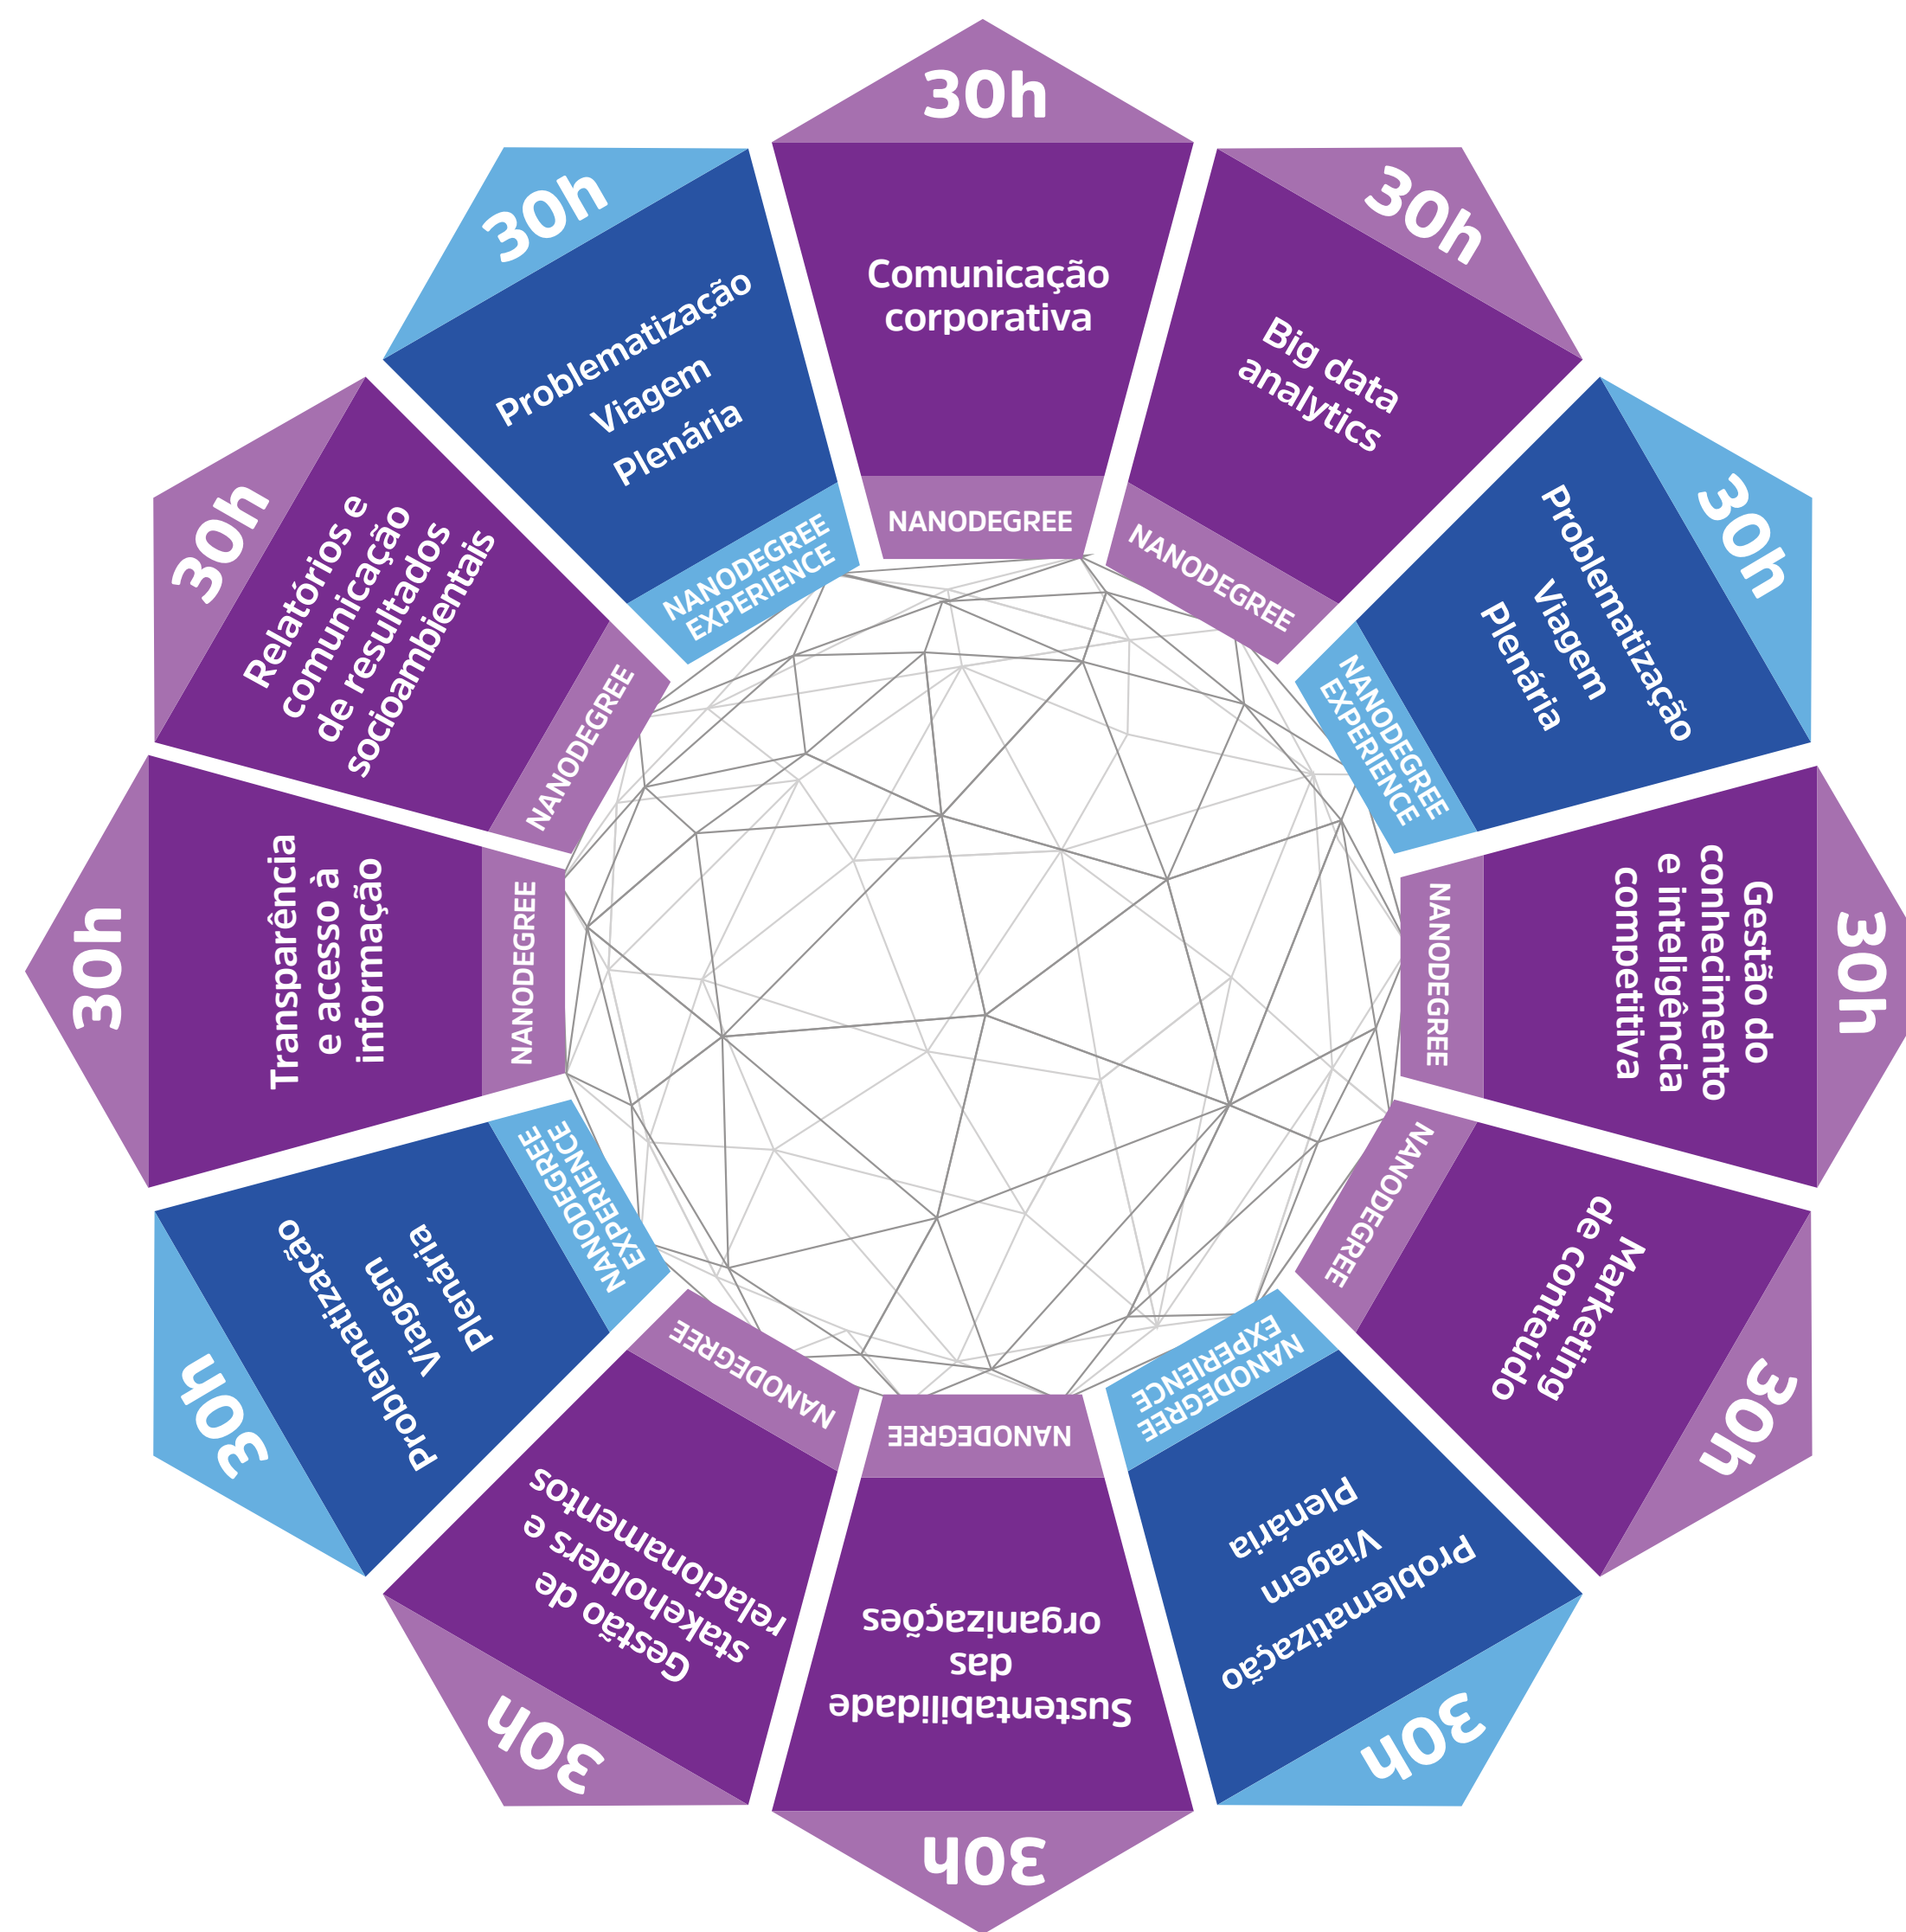 30h
Comunicação
corporativa
NANODEGREE
30h
Big data
analytics
NANODEGREE
30h
Problematização
Viagem
Plenária
NANODEGREE
EXPERIENCE
30h
Gestão do
conhecimento
e inteligência
competitiva
NANODEGREE
30h
Marketing
de conteúdo
NANODEGREE
30h
Problematização
Viagem
Plenária
NANODEGREE
EXPERIENCE
30h
Sustentabilidade
das
organizações
NANODEGREE
30h
Gestão de
stakeholders e
relacionamentos
NANODEGREE
30h
Problematização
Viagem
Plenária
NANODEGREE
EXPERIENCE
30h
Transparência
e acesso à
informação
NANODEGREE
30h
Relatórios e
comunicação
de resultados
socioambientais
NANODEGREE
30h
Problematização
Viagem
Plenária
NANODEGREE
EXPERIENCE